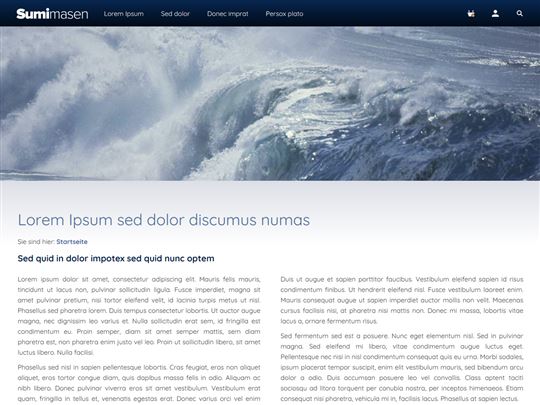 Sumimasen Lorem Ipsum Sed dolor Donec imprat Persox plato
Lorem Ipsum sed dolor discumus numas
Sie sind hier: Startseite
Sed quid in dolor impotex sed quid nunc optem
Lorem ipsum dolor sit amet, consectetur adipiscing elit. Mauris felis mauris,
tincidunt ut lacus non, pulvinar sollicitudin ligula. Fusce imperdiet, magna sit
amet pulvinar pretium, nisi tortor eleifend velit, id lacinia turpis metus ut nisl.
Phasellus sed pharetra lorem. Duis tempus consectetur lobortis. Ut auctor augue
magna, nec dignissim leo varius et. Nulla sollicitudin erat sem, id fringilla est
condimentum eu. Proin semper, diam sit amet semper mattis, sem diam
pharetra est, non pharetra enim justo vel leo. Proin ut sollicitudin libero, sit amet
luctus libero. Nulla facilisi.
Phasellus sed nisl in sapien pellentesque lobortis. Cras feugiat, eros non aliquet
aliquet, eros tortor congue diam, quis dapibus massa felis in odio. Aliquam ac
nibh libero. Donec pulvinar viverra eros id varius. Sed vestibulum vestibulum erat
quam, fringilla in tellus et, venenatis egestas erat. Donec varius orci vel enim
Duis ut augue et sapien porttitor faucibus. Vestibulum eleifend sapien id risus
condimentum finibus. Ut hendrerit eleifend nisl. Fusce vestibulum laoreet enim.
Mauris consequat augue ut sapien imperdiet auctor mollis non velit. Maecenas
cursus facilisis nisi, at pharetra nisl mattis non. Donec mi massa, lobortis vitae
lacus a, ornare fermentum risus.
Sed fermentum sed est a posuere. Nunc eget elementum nisl. Sed in pulvinar
magna. Sed eleifend mi libero, vitae condimentum augue luctus eget.
Pellentesque nec nisi in nisl condimentum consequat quis eu urna. Morbi sodales,
ipsum placerat tempor suscipit, enim elit vestibulum mauris, sed bibendum arcu
dolor a odio. Duis accumsan posuere leo vel convallis. Class aptent taciti
sociosqu ad litora torquent per conubia nostra, per inceptos himenaeos. Etiam
consequat nisi pharetra, vehicula mi in, facilisis lacus. Phasellus at sapien luctus,